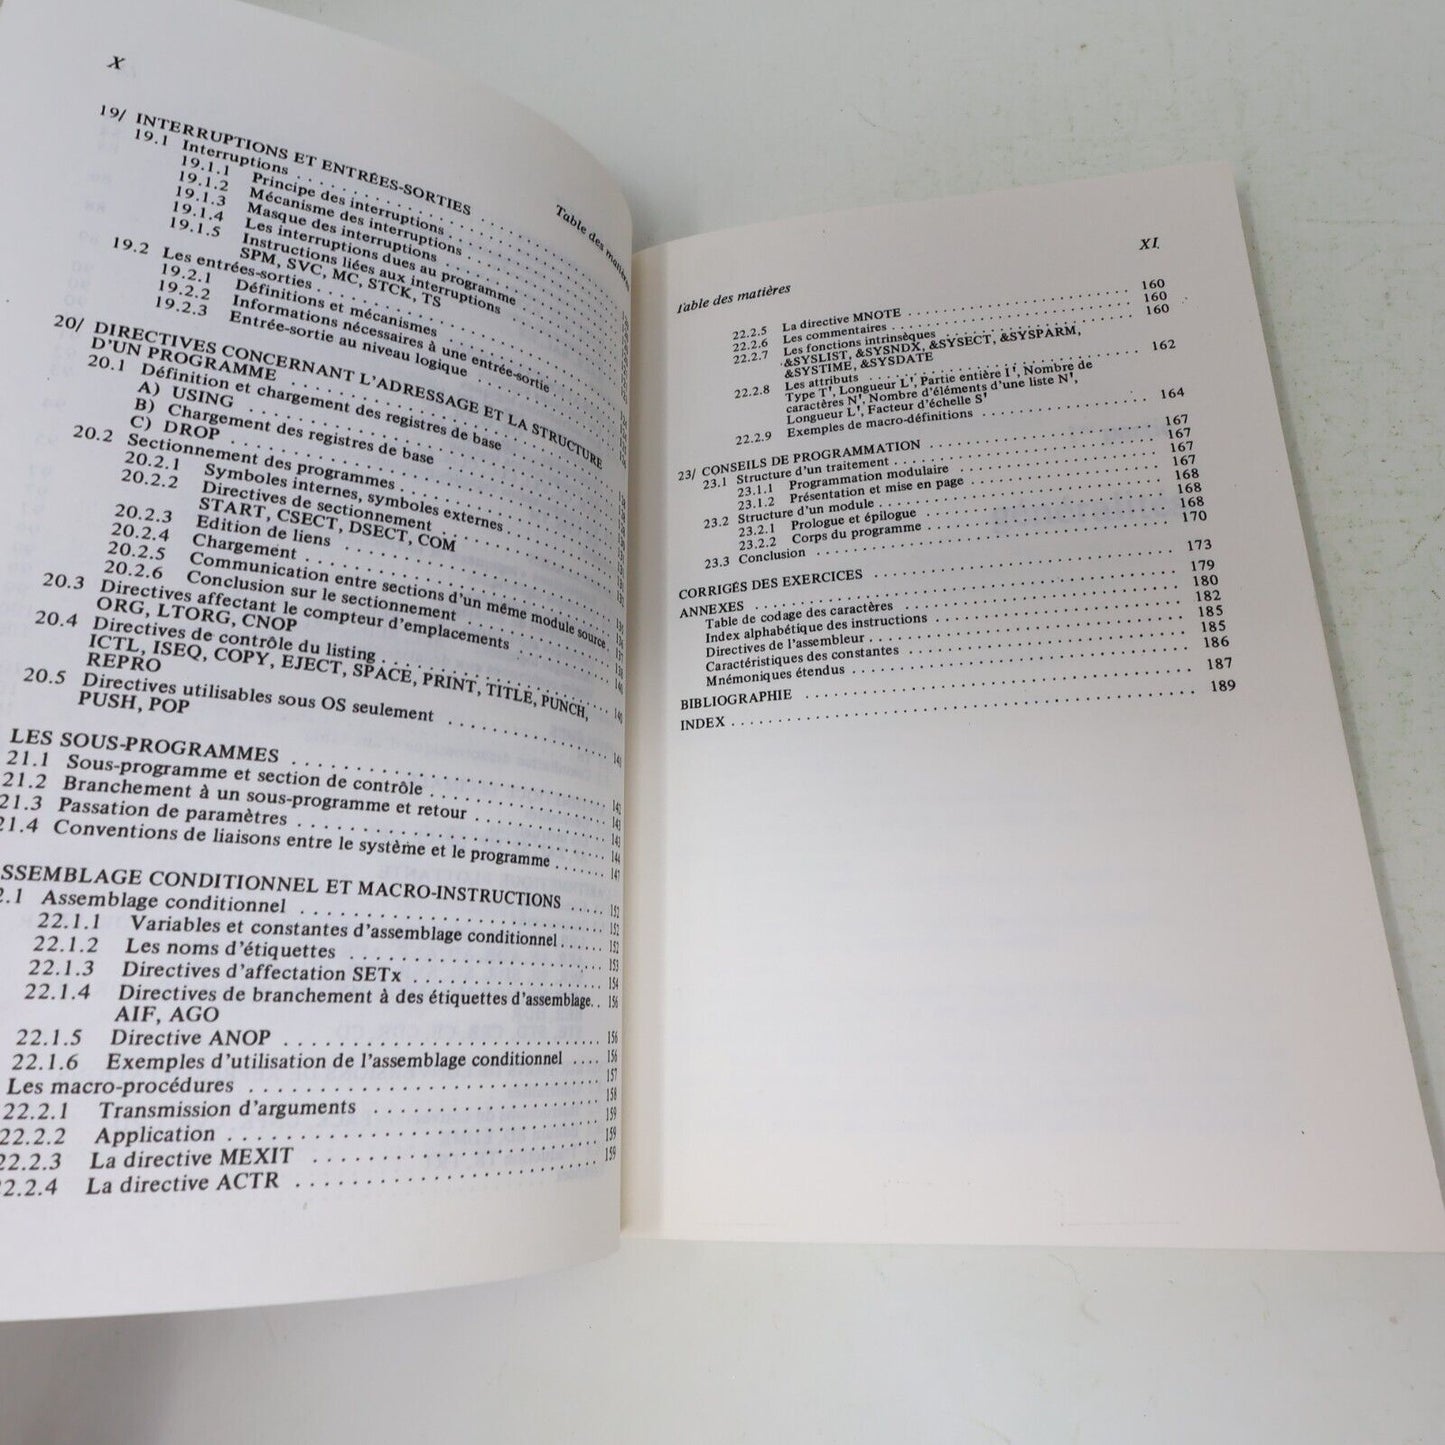 X
Table des matières
19/ INTERRUPTIONS ET ENTRÉES-SORTIES
19.1 Interruptions
19.1.1 Principe des interruptions
19.1.2 Mécanisme des interruptions
19.1.3 Masque des interruptions
19.1.4 Les interruptions dues au programme
19.1.5 Instructions liées aux interruptions
SPM, SVC, MC, STCK, TS
19.2 Les entrées-sorties
19.2.1 Définitions et mécanismes
19.2.2 Informations nécessaires à une entrée-sortie
19.2.3 Entrée-sortie au niveau logique
20/ DIRECTIVES CONCERNANT L'ADRESSAGE ET LA STRUCTURE
D'UN PROGRAMME
20.1 Définition et chargement des registres de base
A) USING
B) Chargement des registres de base
C) DROP
20.2 Sectionnement des programmes
20.2.1 Symboles internes, symboles externes
20.2.2 Directives de sectionnement
START, CSECT, DSECT, COM
20.2.3 Edition de liens
20.2.4 Chargement
20.2.5 Communication entre sections d'un même module source
20.2.6 Conclusion sur le sectionnement
20.3 Directives affectant le compteur d'emplacements
ORG, LTORG, CNOP
20.4 Directives de contrôle du listing
ICTL, ISEQ, COPY, EJECT, SPACE, PRINT, TITLE, PUNCH,
REPRO
20.5 Directives utilisables sous OS seulement
PUSH, POP
LES SOUS-PROGRAMMES 142
21.1 Sous-programme et section de contrôle 143
21.2 Branchement à un sous-programme et retour 143
21.3 Passation de paramètres 144
21.4 Conventions de liaisons entre le système et le programme 147
SSEMBLAGE CONDITIONNEL ET MACRO-INSTRUCTIONS 152
2.1 Assemblage conditionnel 152
22.1.1 Variables et constantes d'assemblage conditionnel 152
22.1.2 Les noms d'étiquettes 153
22.1.3 Directives d'affectation SETx 154
22.1.4 Directives de branchement à des étiquettes d'assemblage 156
AIF, AGO
22.1.5 Directive ANOP 156
22.1.6 Exemples d'utilisation de l'assemblage conditionnel 156
Les macro-procédures 157
22.2.1 Transmission d'arguments 158
22.2.2 Application 159
22.2.3 La directive MEXIT 159
22.2.4 La directive ACTR 159
XI
Table des matières
22.2.5 La directive MNOTE 160
22.2.6 Les commentaires 160
22.2.7 Les fonctions intrinsèques 160
&SYSLIST, &SYSNDX, &SYSECT, &SYSPARM,
&SYSTIME, &SYSDATE
22.2.8 Les attributs 162
Type T', Longueur L', Partie entière I', Nombre de
caractères N', Nombre d'éléments d'une liste N',
Longueur L', Facteur d'échelle S'
22.2.9 Exemples de macro-définitions 164
23/ CONSEILS DE PROGRAMMATION 167
23.1 Structure d'un traitement 167
23.1.1 Programmation modulaire 167
23.1.2 Présentation et mise en page 167
23.2 Structure d'un module 168
23.2.1 Prologue et épilogue 168
23.2.2 Corps du programme 168
23.3 Conclusion 170
CORRIGÉS DES EXERCICES 173
ANNEXES 179
Table de codage des caractères 180
Index alphabétique des instructions 182
Directives de l'assembleur 185
Caractéristiques des constantes 185
Mnémoniques étendus 186
BIBLIOGRAPHIE 187
INDEX 189